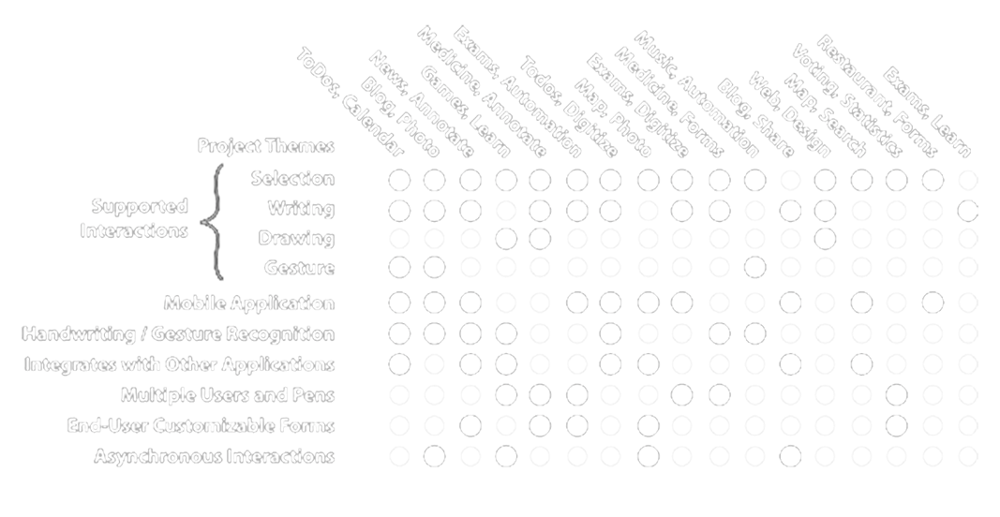 ToDos, Calendar
Blog, Photo
News, Annotate
Games, Learn
Medicine, Annotate
Exams, Automation
Todos, Digitize
Map, Photo
Exams, Digitize
Medicine, Forms
Music, Automation
Blog, Share
Web, Design
Map, Search
Voting, Statistics
Restaurant, Forms
Exams, Learn
Project Themes
Supported
Interactions
Selection
Writing
Drawing
Gesture
Mobile Application
Handwriting / Gesture Recognition
Integrates with Other Applications
Multiple Users and Pens
End-User Customizable Forms
Asynchronous Interactions